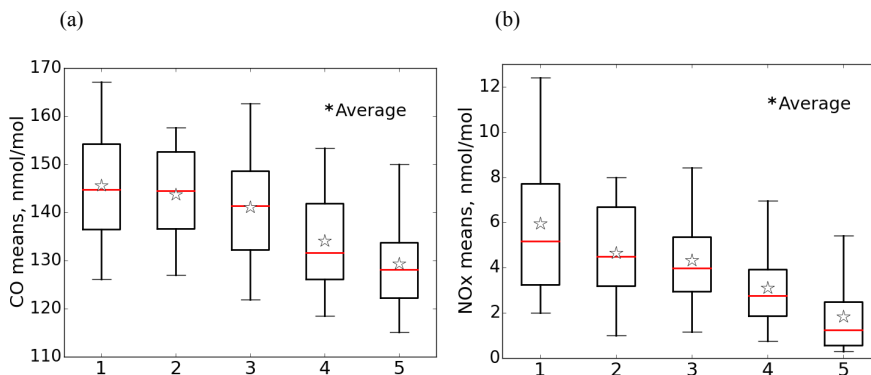 (a)
(b)
CO means, nmol/mol
170
160
150
140
130
120
110
*Average
1 2 3 4 5
NOx means, nmol/mol
12
10
8
6
4
2
0
*Average
1 2 3 4 5